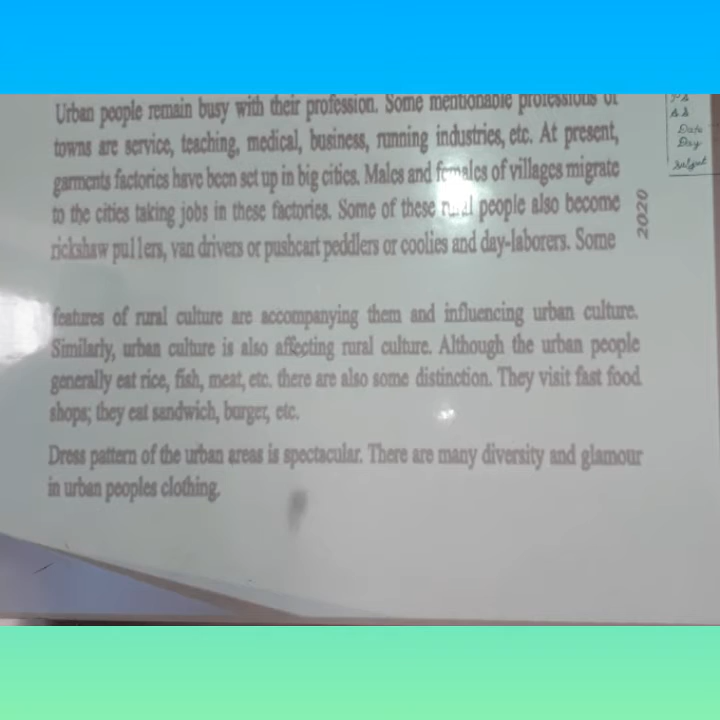 Urban people remain busy with their profession. Some mentionable professions of
towns are service, teaching, medical, business, running industries, etc. At present,
garments factories have been set up in big cities. Males and females of villages migrate
to the cities taking jobs in these factories. Some of these rural people also become
rickshaw pullers, van drivers or pushcart peddlers or coolies and day-laborers. Some
2020
features of rural culture are accompanying them and influencing urban culture.
Similarly, urban culture is also affecting rural culture. Although the urban people
generally eat rice, fish, meat, etc. there are also some distinction. They visit fast food
shops; they eat sandwich, burger, etc.
Dress pattern of the urban areas is spectacular. There are many diversity and glamour
in urban peoples clothing.
Date
Day